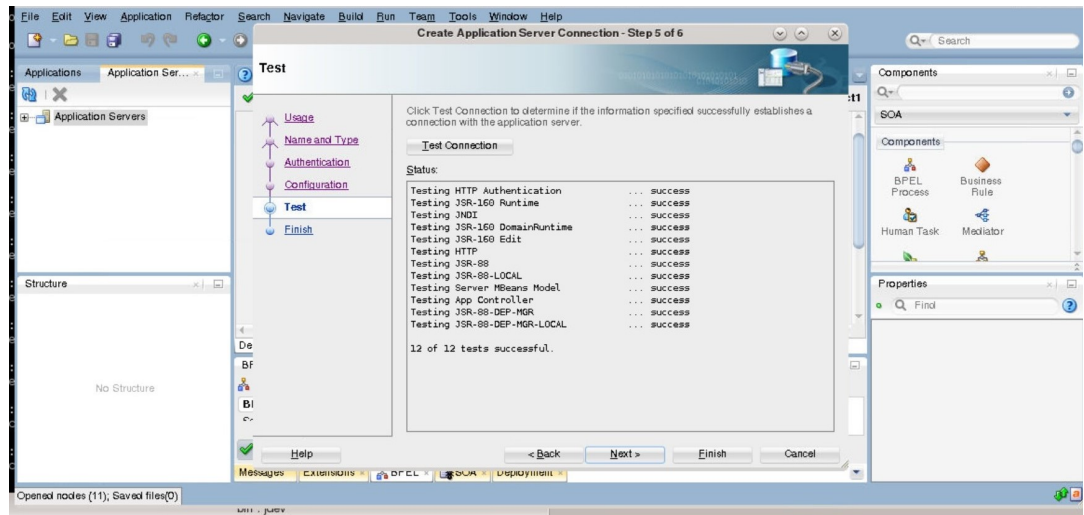 File Edit View Application Refactor Search Navigate Build Run Team Tools Window Help
Create Application Server Connection - Step 5 of 6
Search
Applications
Application Ser...
Application Servers
Test
Usage
Name and Type
Authentication
Configuration
Test
Finish
Click Test Connection to determine if the information specified successfully establishes a
connection with the application server.
Test Connection
Status:
Testing HTTP Authentication ... success
Testing JSR-160 Runtime ... success
Testing JNDI ... success
Testing JSR-160 DomainRuntime ... success
Testing JSR-160 Edit ... success
Testing HTTP ... success
Testing JSR-88 ... success
Testing JSR-88-LOCAL ... success
Testing Server MBeans Model ... success
Testing App Controller ... success
Testing JSR-88-DEP-MGR ... success
Testing JSR-88-DEP-MGR-LOCAL ... success
12 of 12 tests successful.
Help < Back Next > Finish Cancel
Components
SOA
Components
BPEL
Process
Business
Rule
Human Task
Mediator
Properties
Find
Structure
No Structure
De
BP
BI
Messages Extensions BPEL SOA Deployment
Opened nodes (11); Saved files(0)
bin : jdev